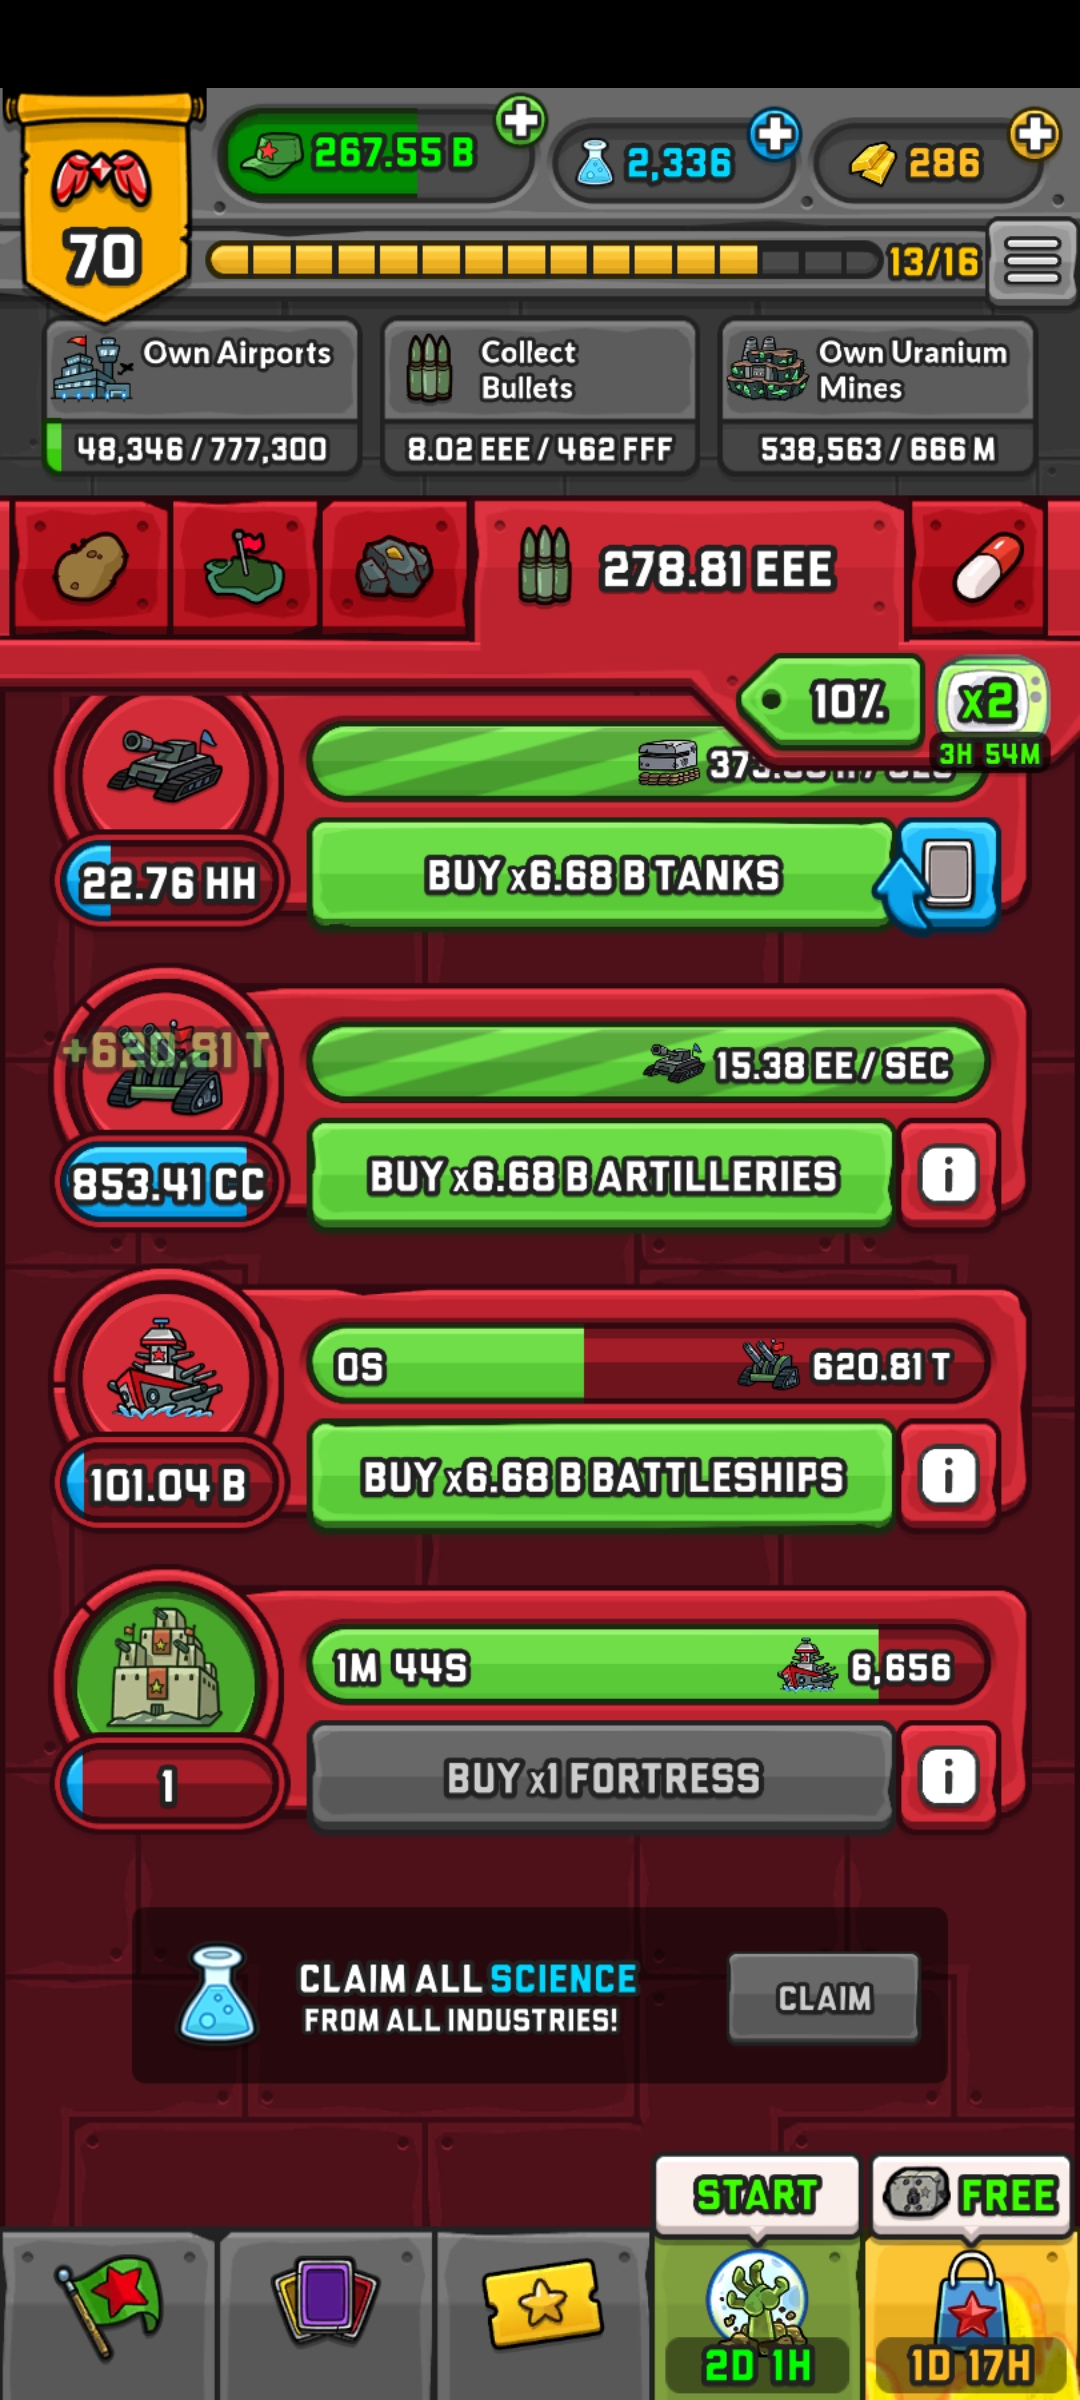 267.55 B
2,336
286
70
13/16
Own Airports
48,346 / 777,300
Collect
Bullets
8.02 EEE / 462 FFF
Own Uranium
Mines
538,563 / 666 M
278.81 EEE
10%
x2
3H 54M
22.76 HH
BUY x6.68 B TANKS
+620.81 T
15.38 EE / SEC
853.41 CC
BUY x6.68 B ARTILLERIES
0S
620.81 T
101.04 B
BUY x6.68 B BATTLESHIPS
1M 44S
6,656
1
BUY x1 FORTRESS
CLAIM ALL SCIENCE
FROM ALL INDUSTRIES!
CLAIM
START
FREE
2D 1H
1D 17H